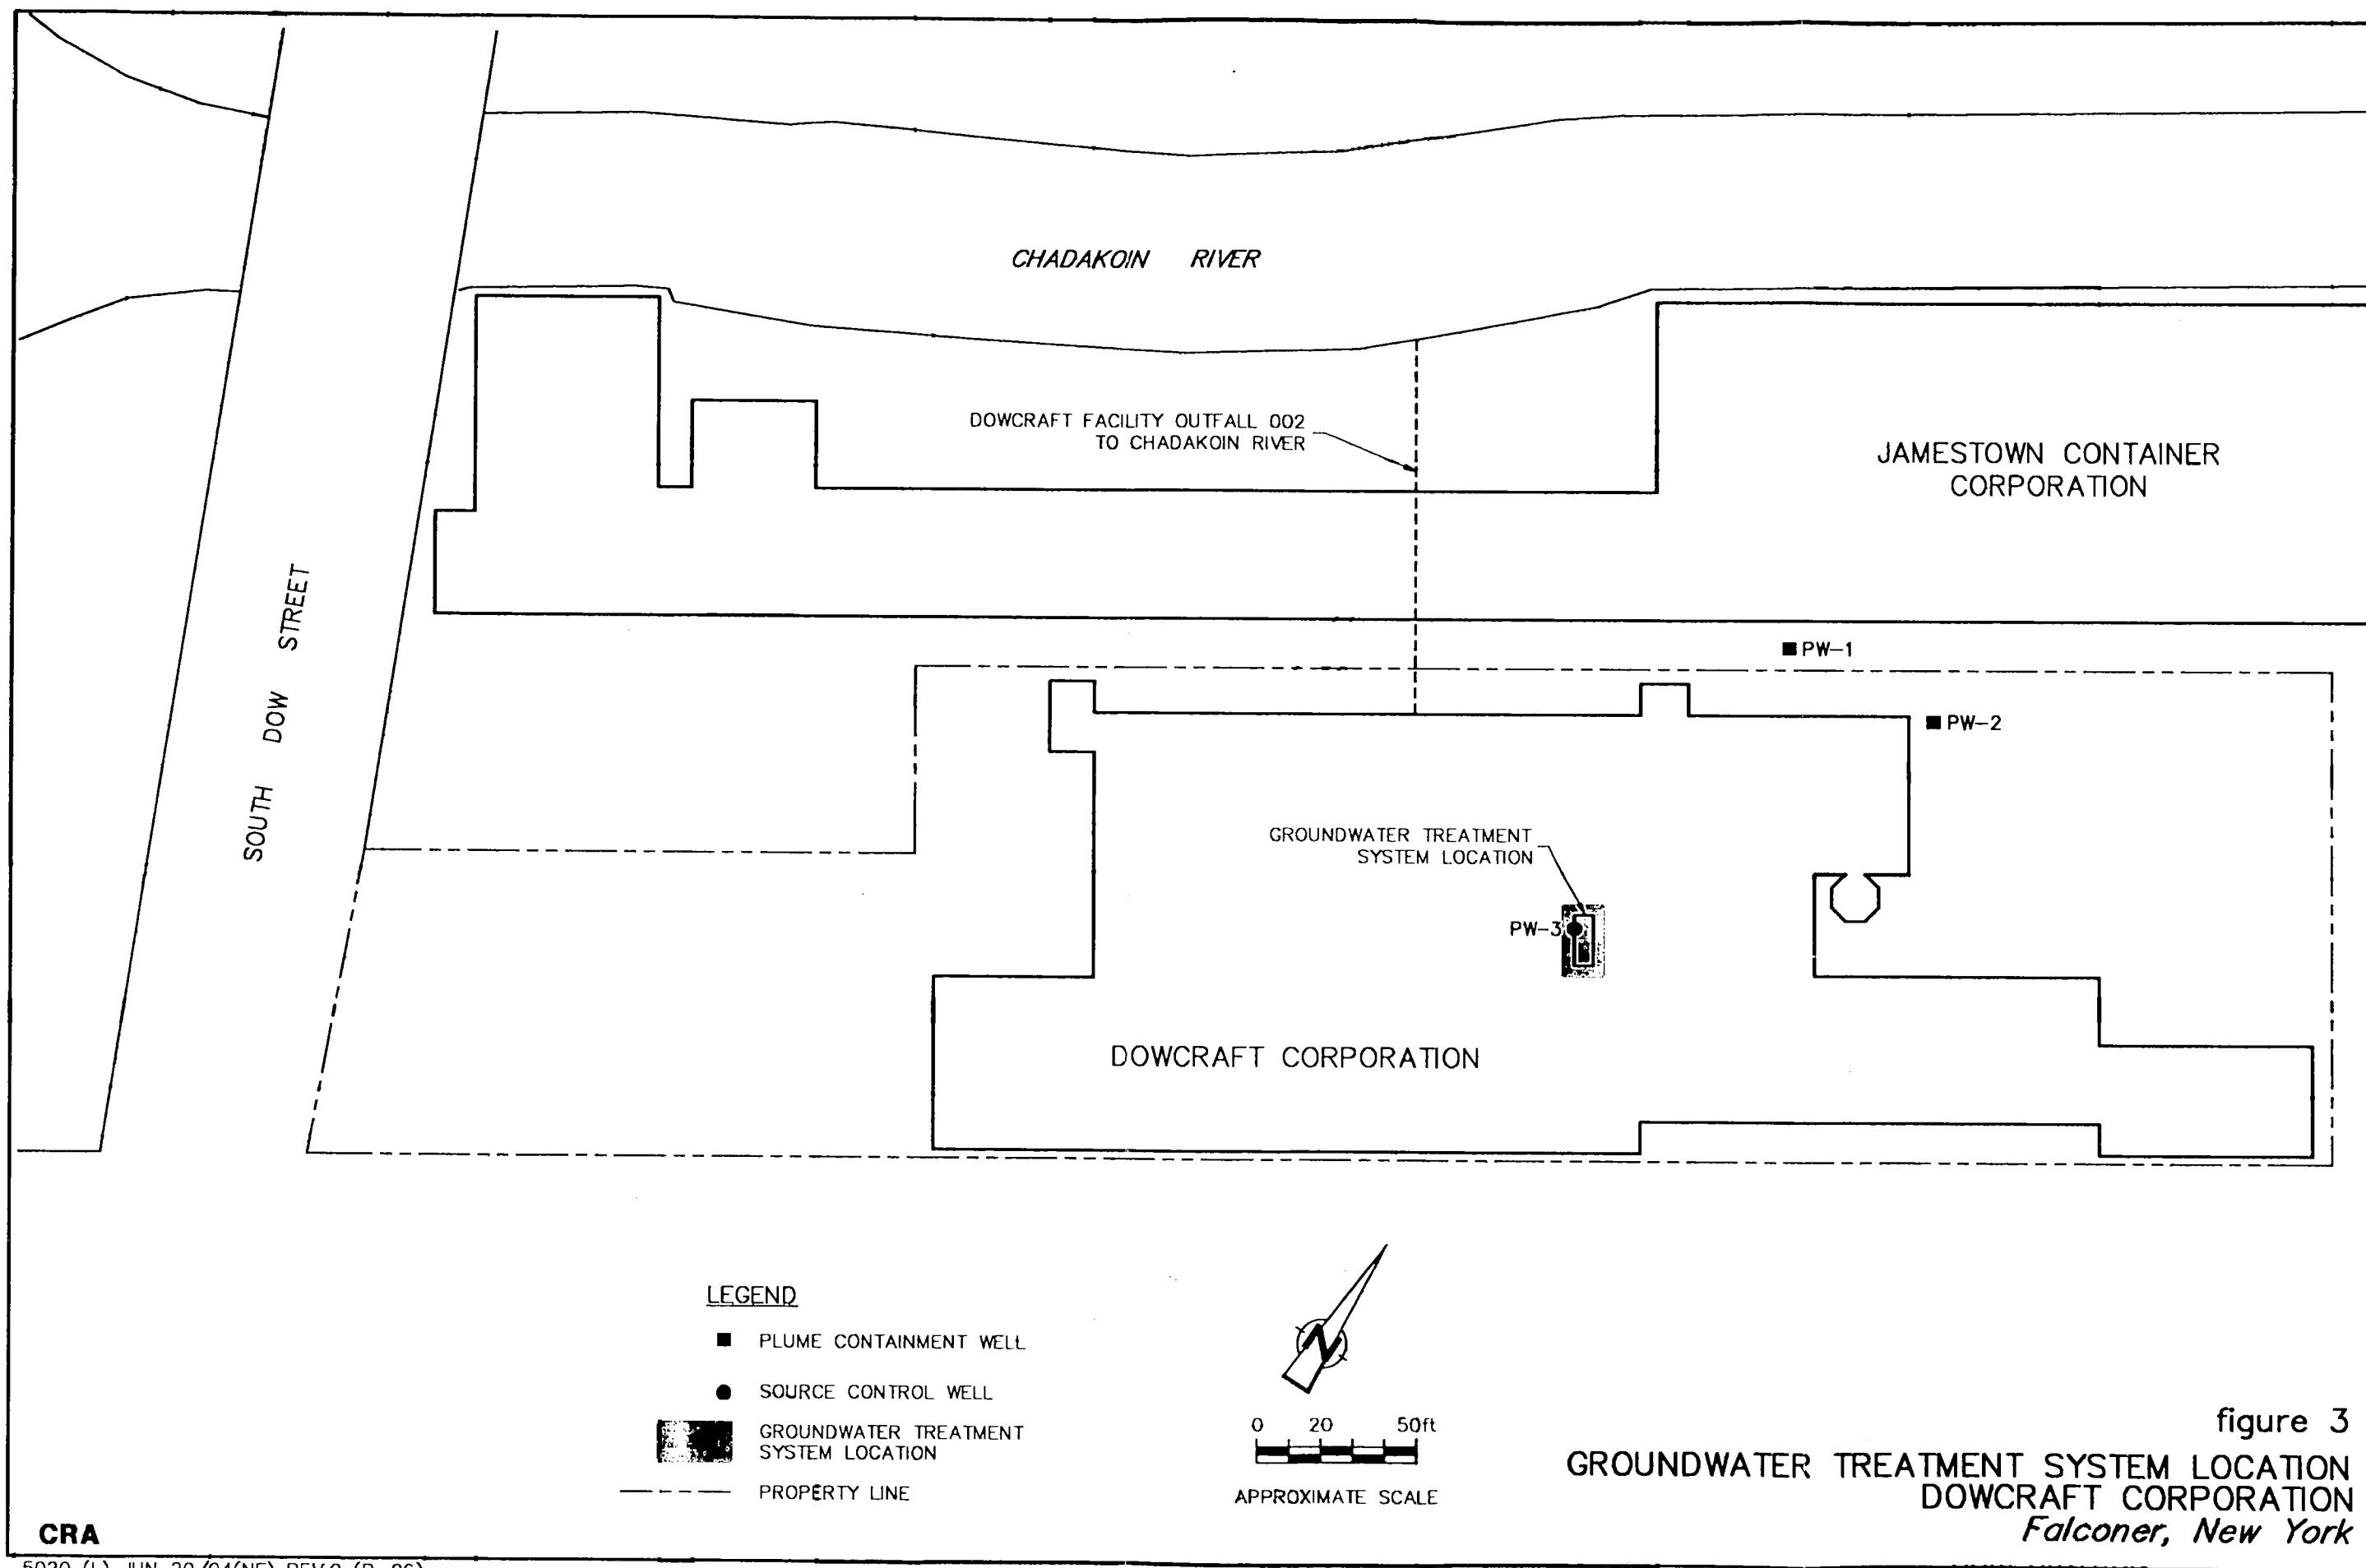 CHADAKOIN RIVER
DOWCRAFT FACILITY OUTFALL 002
TO CHADAKOIN RIVER
JAMESTOWN CONTAINER
CORPORATION
SOUTH DOW STREET
PW-1
PW-2
GROUNDWATER TREATMENT
SYSTEM LOCATION
PW-3
DOWCRAFT CORPORATION
LEGEND
PLUME CONTAINMENT WELL
SOURCE CONTROL WELL
GROUNDWATER TREATMENT
SYSTEM LOCATION
PROPERTY LINE
N
0 20 50ft
APPROXIMATE SCALE
figure 3
GROUNDWATER TREATMENT SYSTEM LOCATION
DOWCRAFT CORPORATION
Falconer, New York
CRA